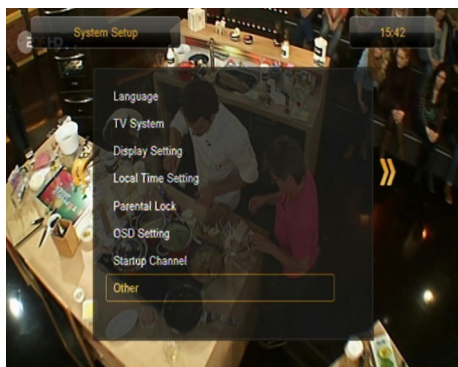 System Setup
15:42
Language
TV System
Display Setting
Local Time Setting
Parental Lock
OSD Setting
Startup Channel
Other